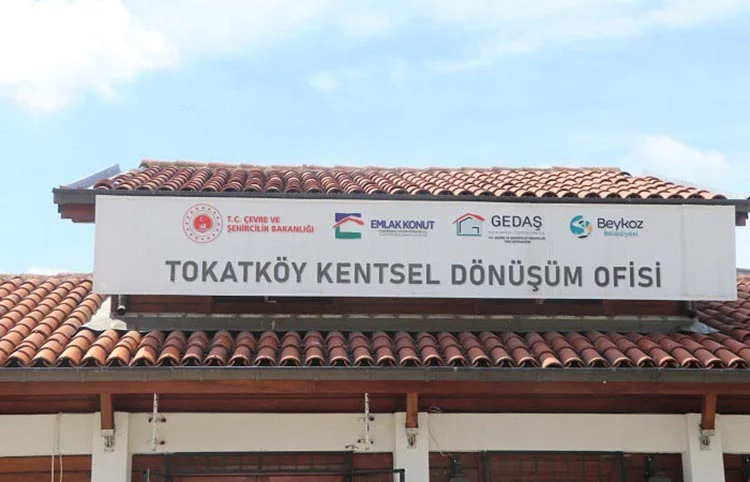 T.C. ÇEVRE VE
ŞEHİRCİLİK BAKANLIĞI
EMLAK KONUT
GEDAŞ
Beykoz
Belediyesi
TOKATKÖY KENTSEL DÖNÜŞÜM OFİSİ